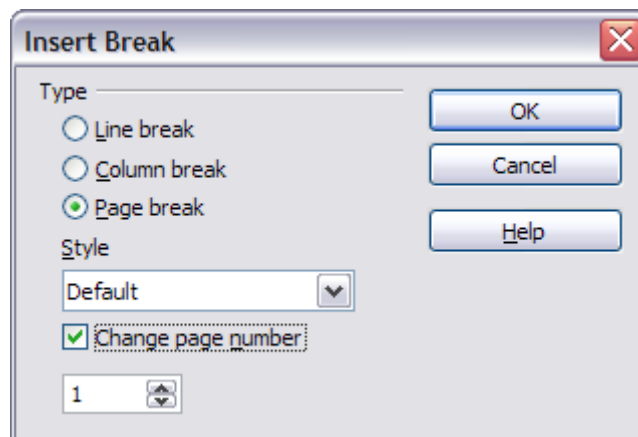 Insert Break
Type
Line break
Column break
Page break
Style
Default
Change page number
1
OK
Cancel
Help